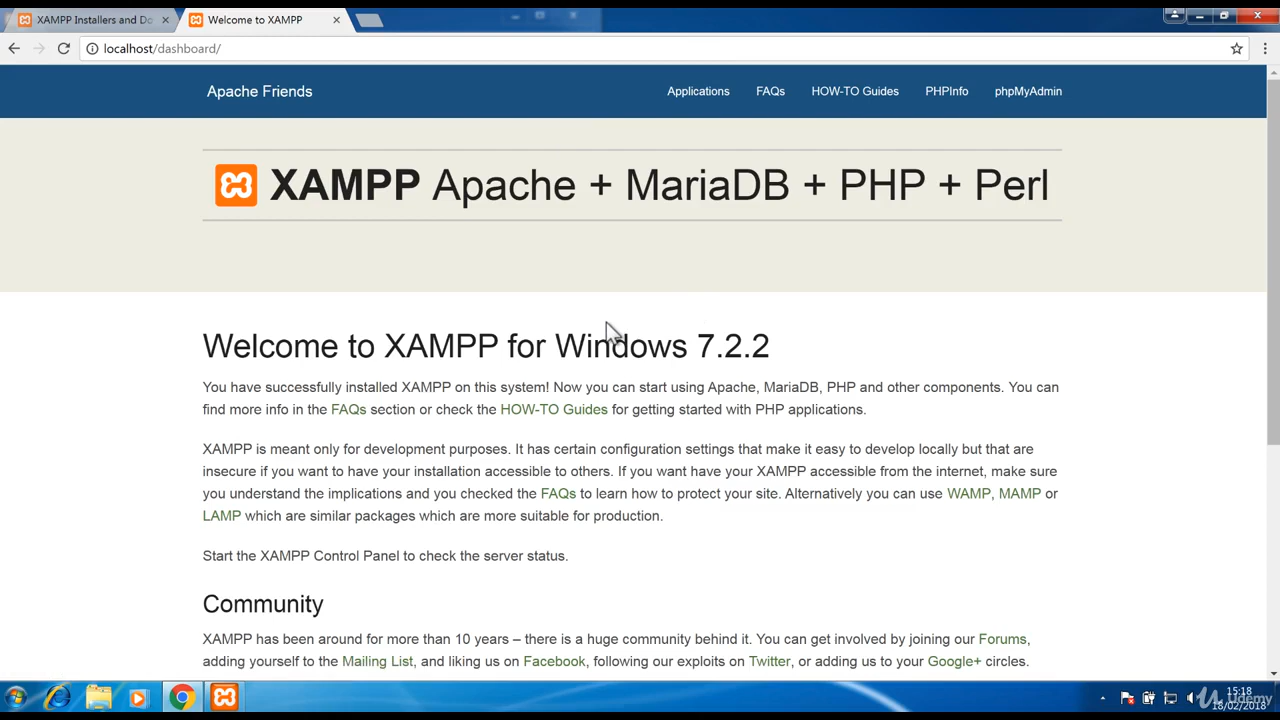 XAMPP Installers and Do
Welcome to XAMPP
localhost/dashboard/
Apache Friends
Applications
FAQs
HOW-TO Guides
PHPInfo
phpMyAdmin
XAMPP Apache + MariaDB + PHP + Perl
Welcome to XAMPP for Windows 7.2.2
You have successfully installed XAMPP on this system! Now you can start using Apache, MariaDB, PHP and other components. You can
find more info in the FAQs section or check the HOW-TO Guides for getting started with PHP applications.
XAMPP is meant only for development purposes. It has certain configuration settings that make it easy to develop locally but that are
insecure if you want to have your installation accessible to others. If you want have your XAMPP accessible from the internet, make sure
you understand the implications and you checked the FAQs to learn how to protect your site. Alternatively you can use WAMP, MAMP or
LAMP which are similar packages which are more suitable for production.
Start the XAMPP Control Panel to check the server status.
Community
XAMPP has been around for more than 10 years – there is a huge community behind it. You can get involved by joining our Forums,
adding yourself to the Mailing List, and liking us on Facebook, following our exploits on Twitter, or adding us to your Google+ circles.
15:18
18/02/2018
Udemy